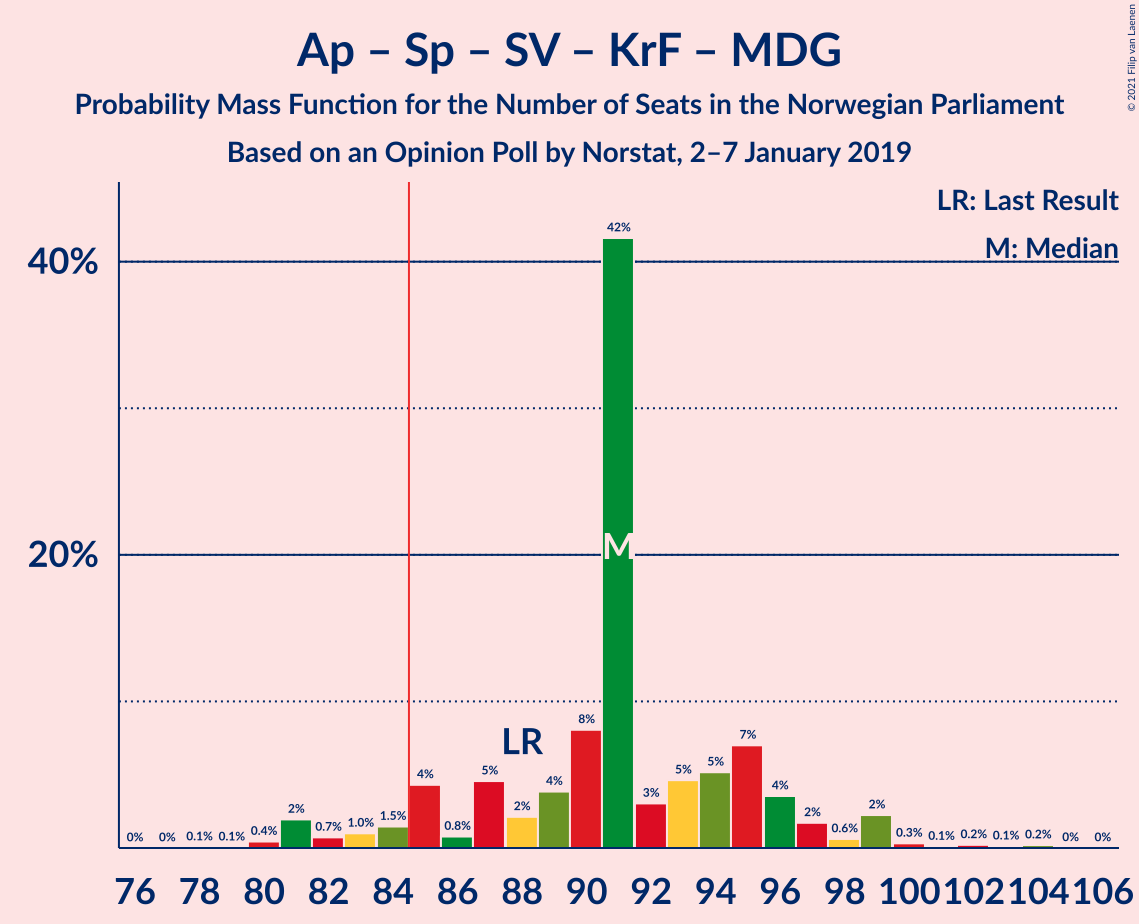 © 2021 Filip van Laenen
Ap – Sp – SV – KrF – MDG
Probability Mass Function for the Number of Seats in the Norwegian Parliament
Based on an Opinion Poll by Norstat, 2–7 January 2019
LR: Last Result
M: Median
40%
20%
0% 0% 0.1% 0.1% 0.4% 2% 0.7% 1.0% 1.5% 4% 0.8% 5% 2% 4% 8% 42% 3% 5% 5% 7% 4% 2% 0.6% 2% 0.3% 0.1% 0.2% 0.1% 0.2% 0% 0%
LR
M
76 78 80 82 84 86 88 90 92 94 96 98 100 102 104 106